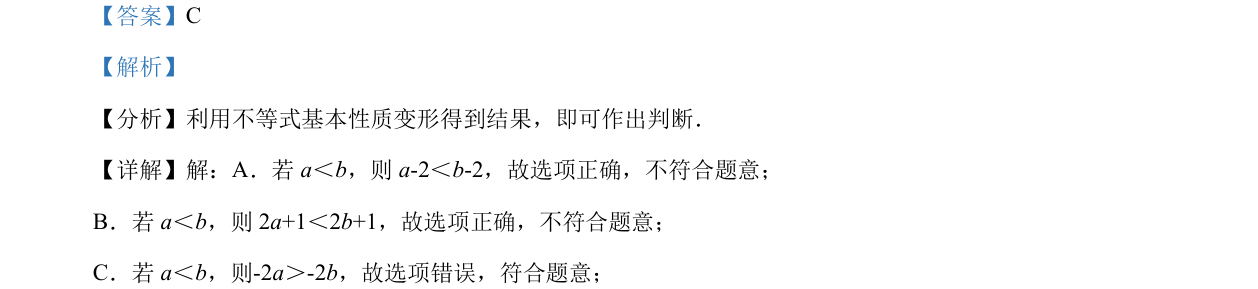 【答案】C
【解析】
【分析】利用不等式基本性质变形得到结果，即可作出判断．
【详解】解：A．若 a＜b，则 a-2＜b-2，故选项正确，不符合题意；
B．若 a＜b，则 2a+1＜2b+1，故选项正确，不符合题意；
C．若 a＜b，则-2a＞-2b，故选项错误，符合题意；